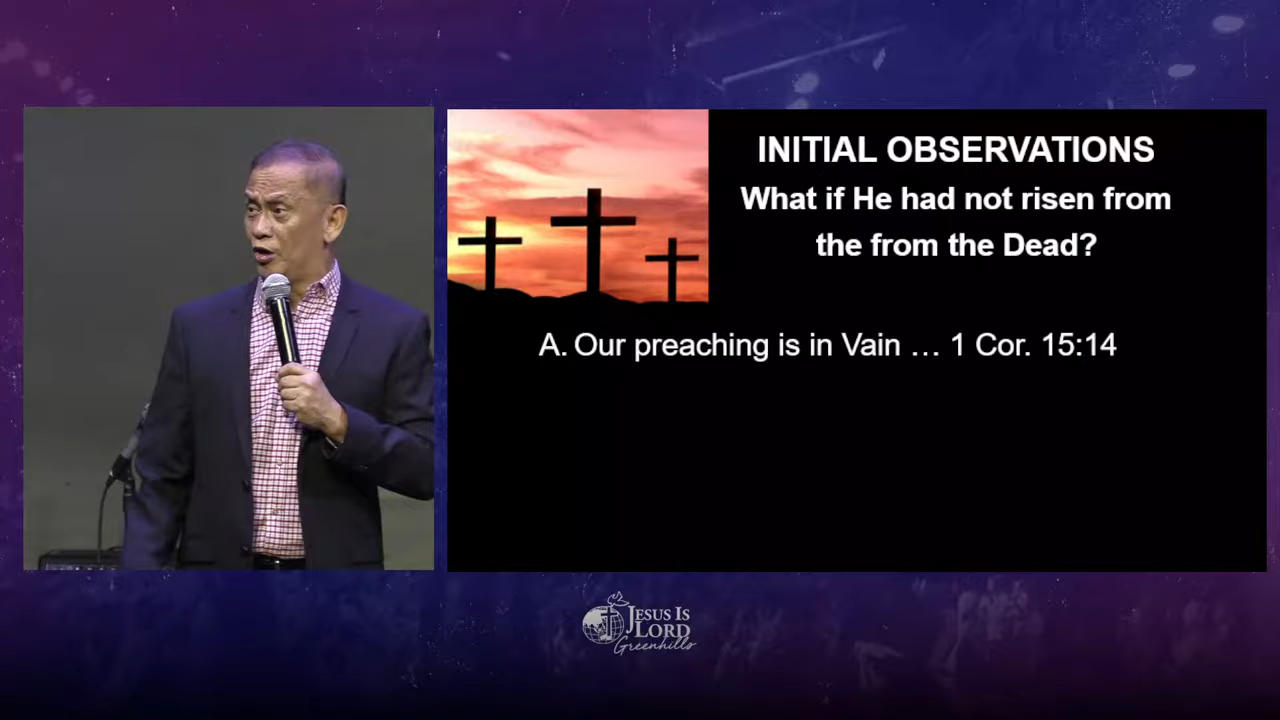 INITIAL OBSERVATIONS
What if He had not risen from
the from the Dead?
A. Our preaching is in Vain … 1 Cor. 15:14
JESUS IS
LORD
Greenhills